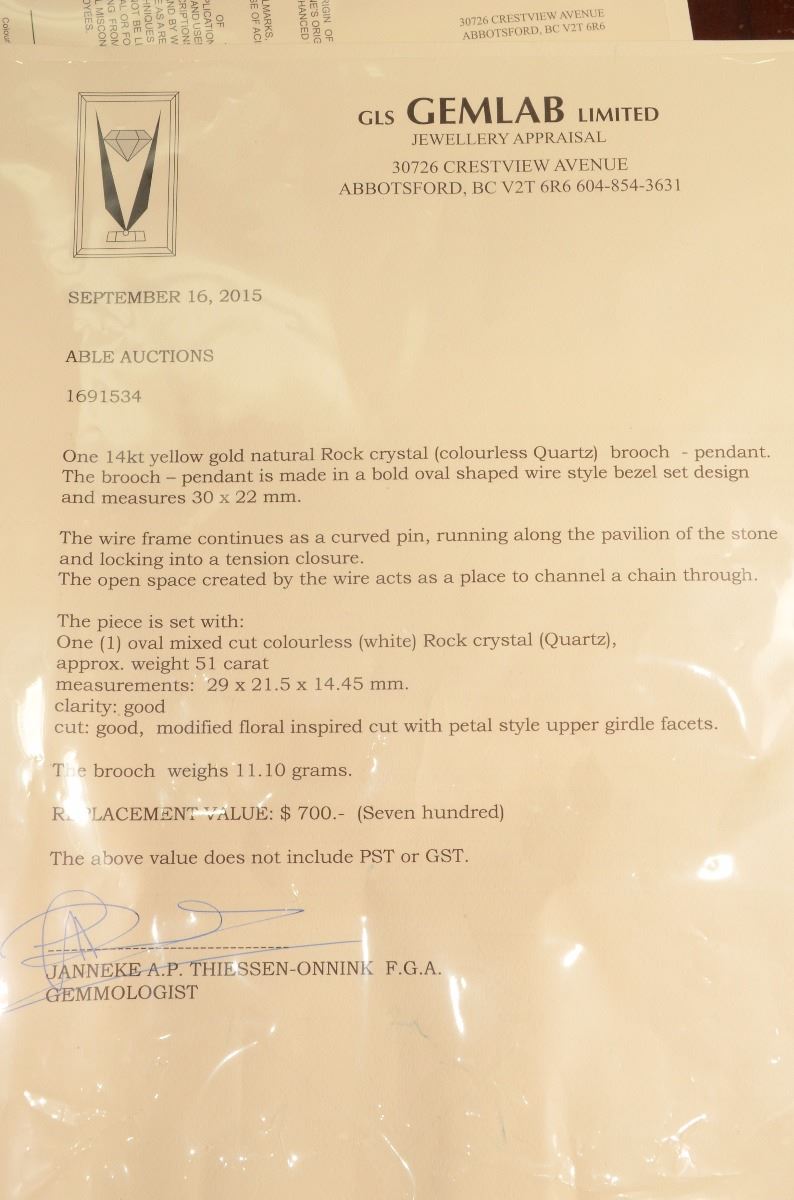 30726 CRESTVIEW AVENUE
ABBOTSFORD, BC V2T 6R6
GLS GEMLAB LIMITED
JEWELLERY APPRAISAL
30726 CRESTVIEW AVENUE
ABBOTSFORD, BC V2T 6R6 604-854-3631
SEPTEMBER 16, 2015
ABLE AUCTIONS
1691534
One 14kt yellow gold natural Rock crystal (colourless Quartz) brooch - pendant.
The brooch – pendant is made in a bold oval shaped wire style bezel set design
and measures 30 x 22 mm.
The wire frame continues as a curved pin, running along the pavilion of the stone
and locking into a tension closure.
The open space created by the wire acts as a place to channel a chain through.
The piece is set with:
One (1) oval mixed cut colourless (white) Rock crystal (Quartz),
approx. weight 51 carat
measurements: 29 x 21.5 x 14.45 mm.
clarity: good
cut: good, modified floral inspired cut with petal style upper girdle facets.
The brooch weighs 11.10 grams.
REPLACEMENT VALUE: $ 700.- (Seven hundred)
The above value does not include PST or GST.
JANNEKE A.P. THIESSEN-ONNINK F.G.A.
GEMMOLOGIST